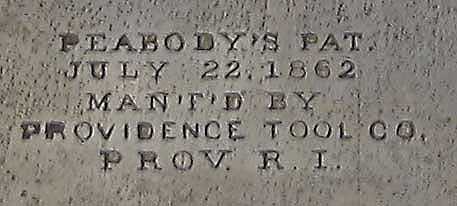 PEABODY'S PAT.
JULY 22, 1862
MAN'F'D BY
PROVIDENCE TOOL CO.
PROV. R. I.